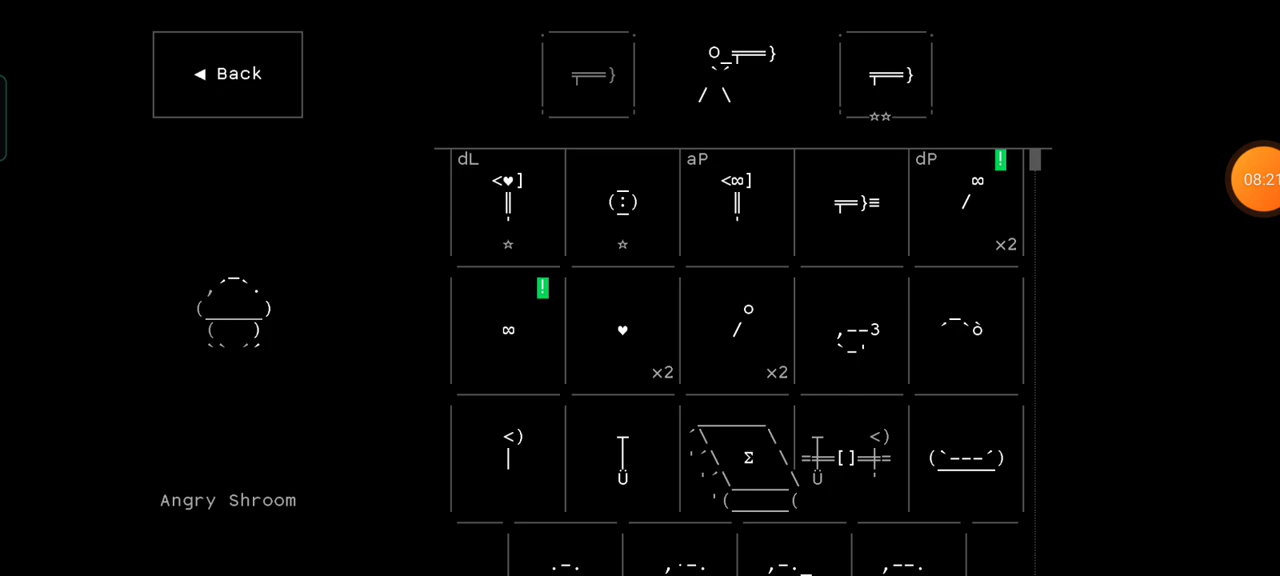 ◀ Back
☆☆
dL
aP
dP
!
<♥]
<∞]
∞
☆
☆
×2
!
∞
♥
×2
×2
<)
Σ
[]
<)
Ü
Ü
Angry Shroom
08:21